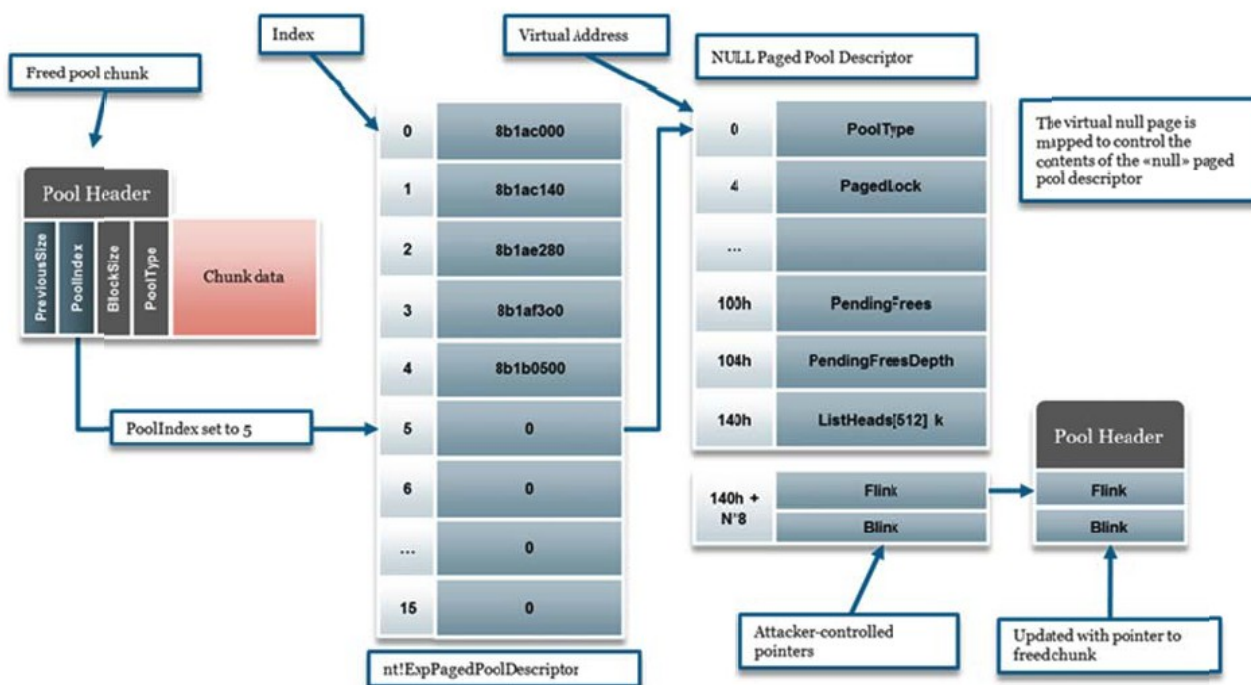 Index
Virtual Address
NULL Paged Pool Descriptor
Freed pool chunk
The virtual null page is
mapped to control the
contents of the «null» paged
pool descriptor
Pool Header
PreviousSize
PoolIndex
BlockSize
PoolType
Chunk data
0 8b1ac000
1 8b1ac140
2 8b1ae280
3 8b1af3o0
4 8b1b0500
5 0
6 0
... 0
15 0
nt!ExpPagedPoolDescriptor
PoolIndex set to 5
0 PoolType
4 PagedLock
...
100h PendingFrees
104h PendingFreesDepth
140h ListHeads[512] k
140h +
N*8
Flink
Blink
Pool Header
Flink
Blink
Attacker-controlled
pointers
Updated with pointer to
freed chunk